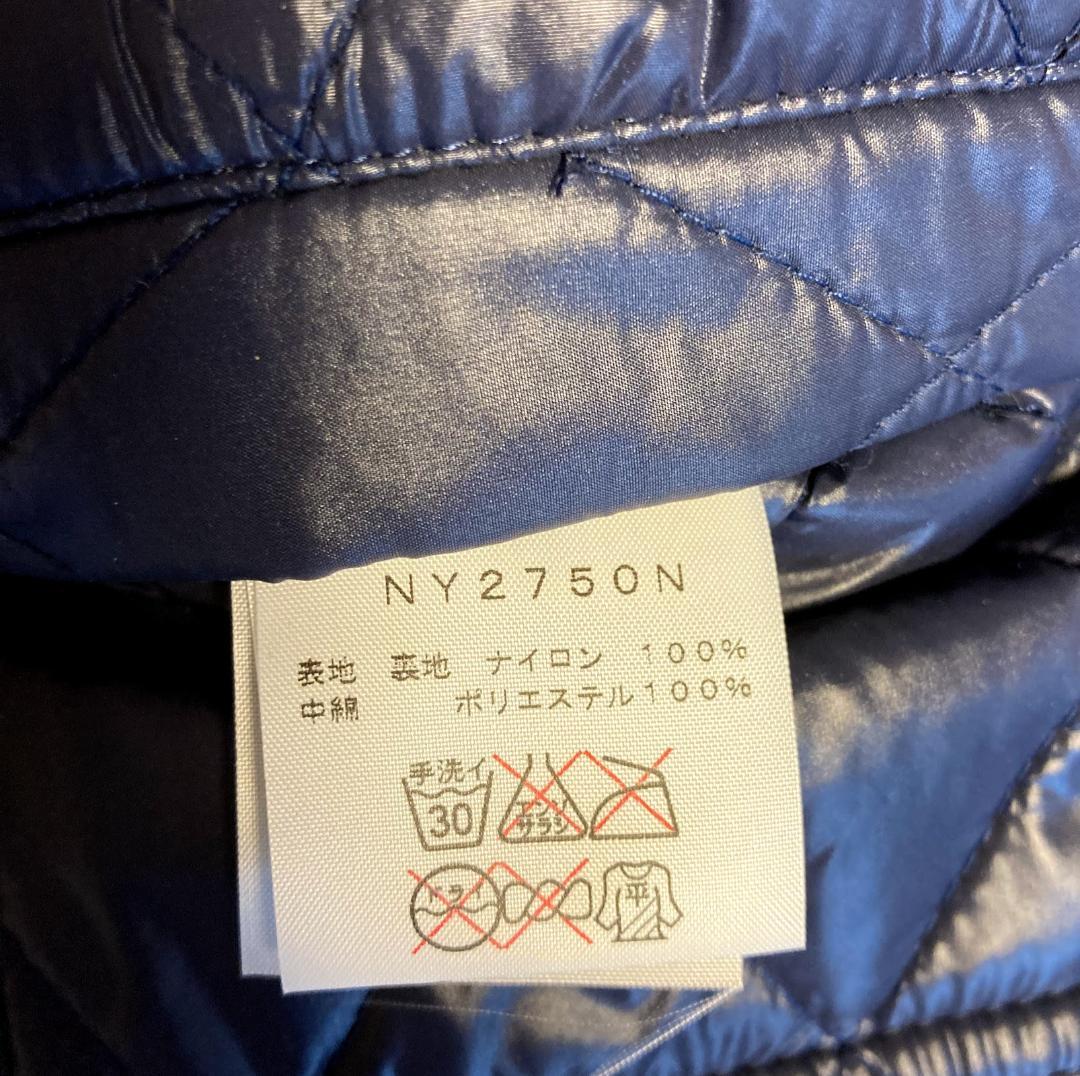 NY2750N
表地 裏地 ナイロン 100%
中綿 ポリエステル100%
手洗イ
30
エンソ
サラシ
ドライ
平